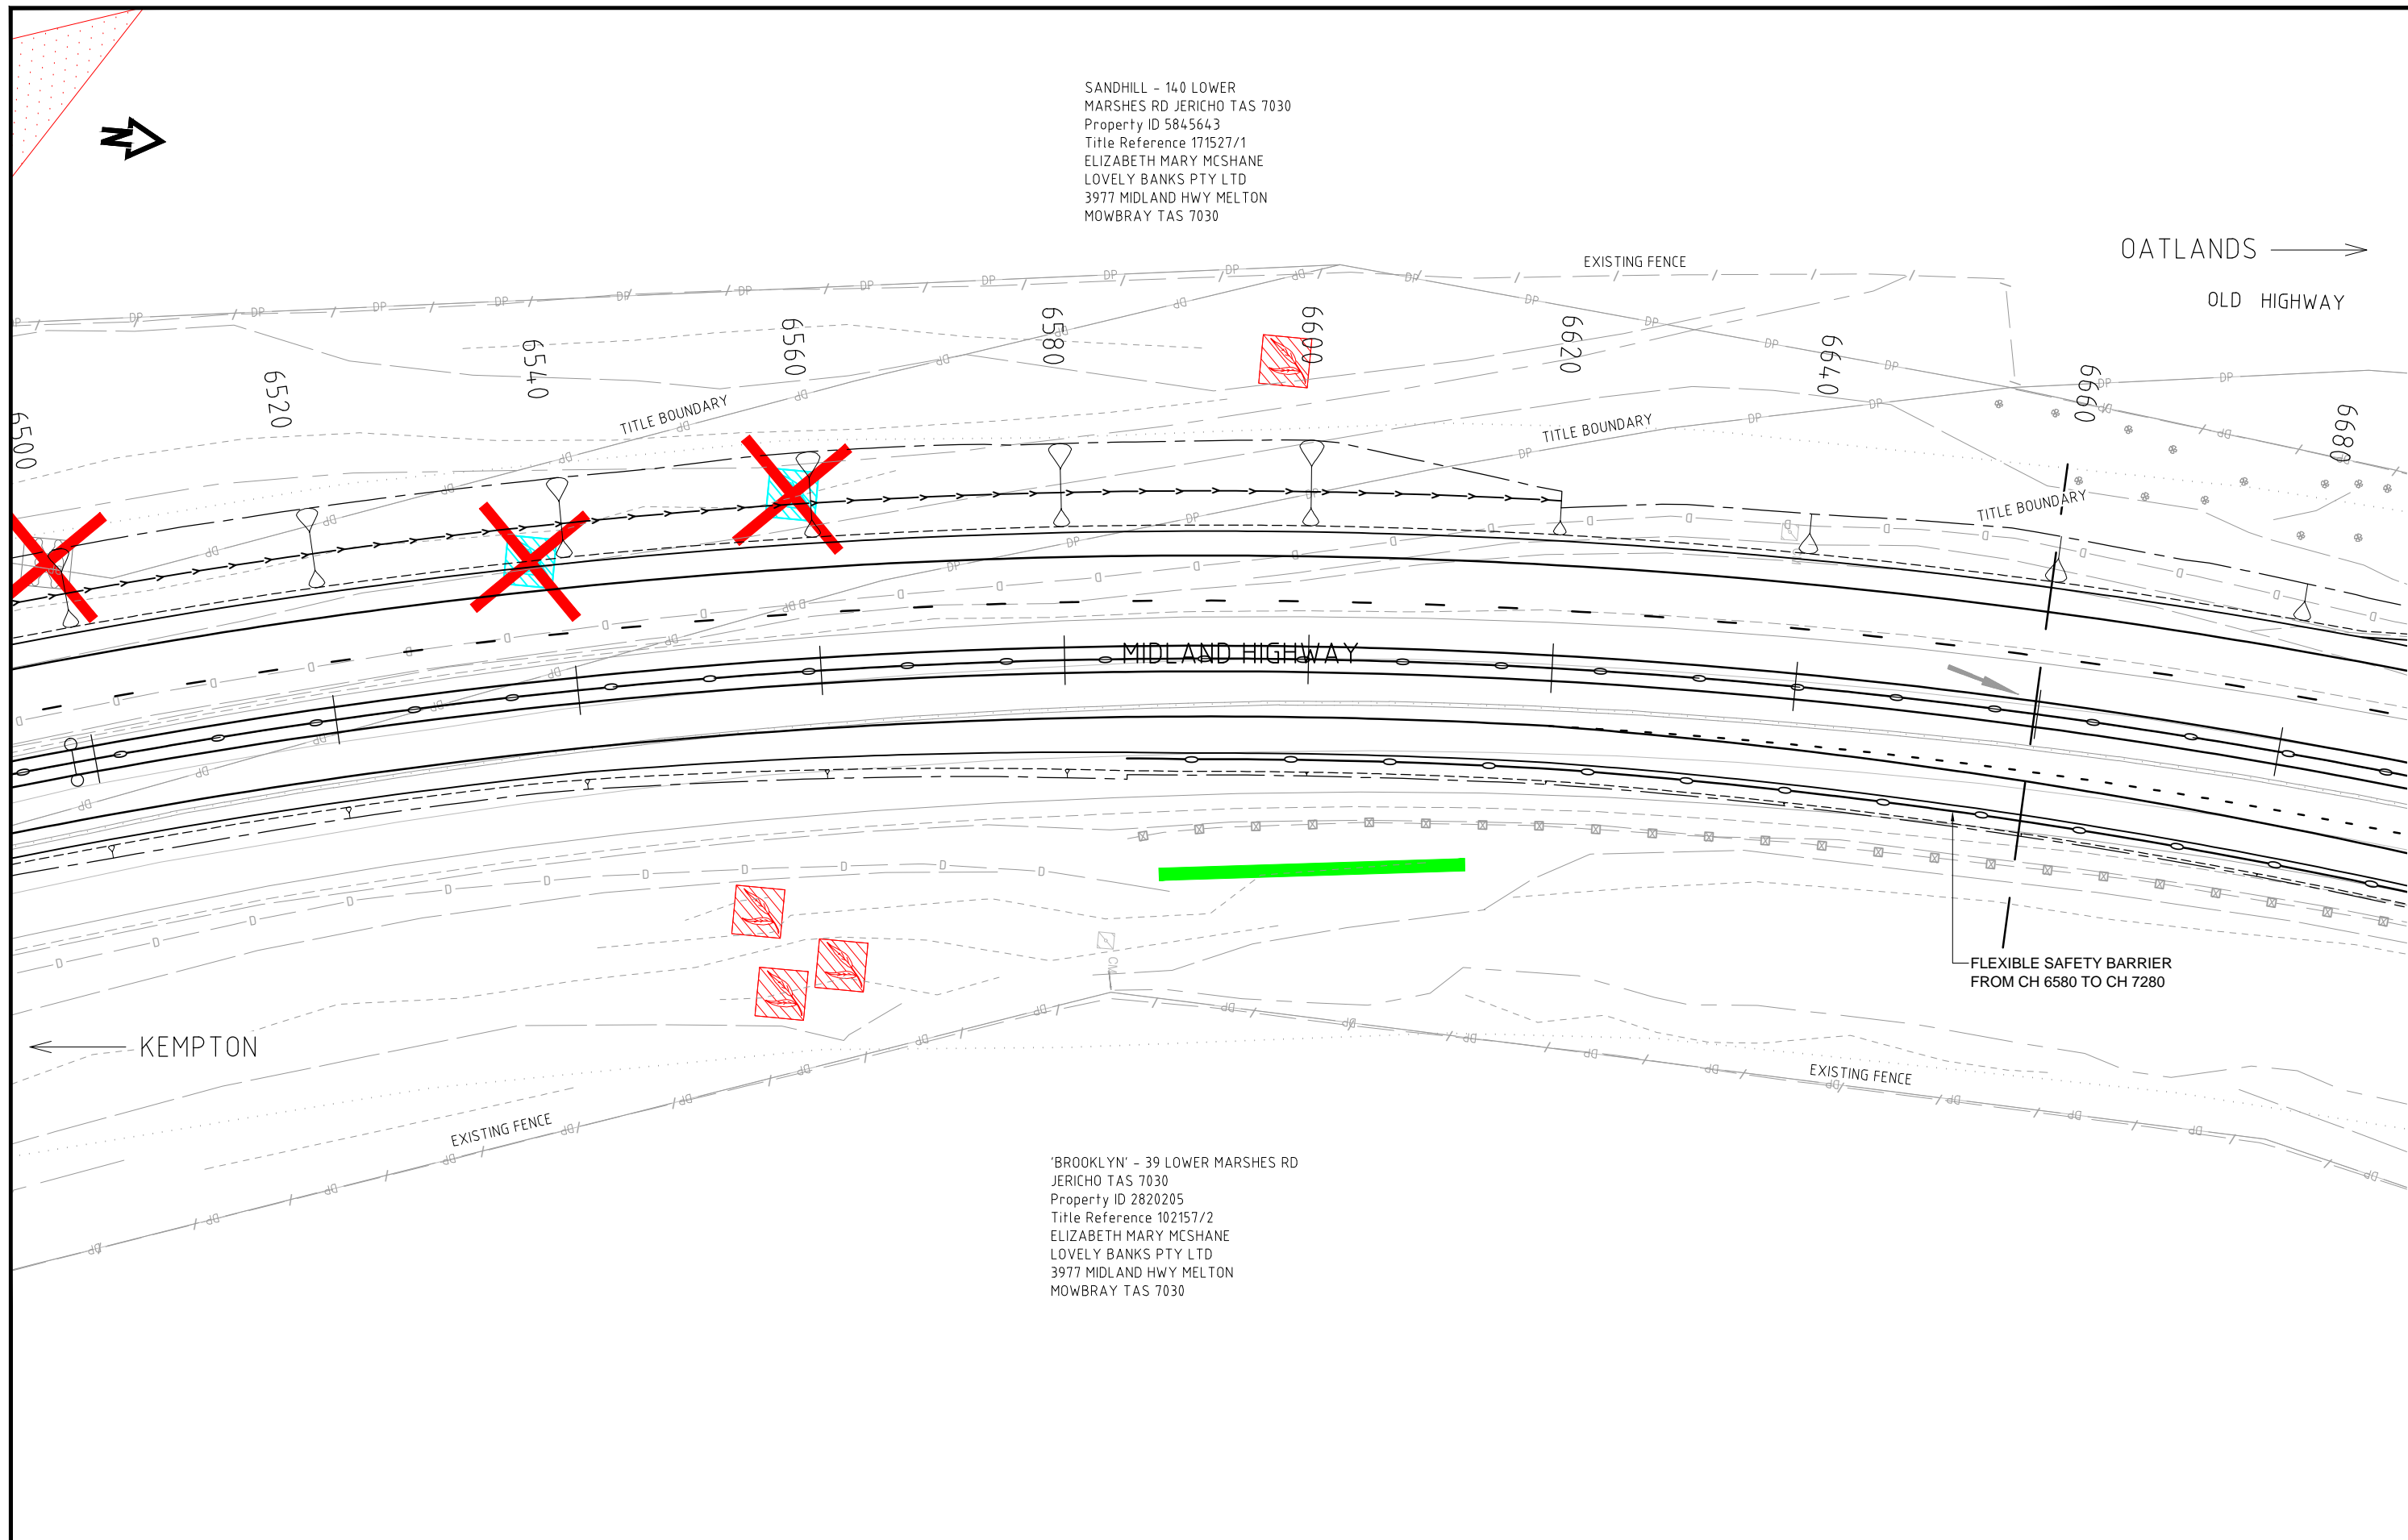 SANDHILL - 140 LOWER
MARSHES RD JERICHO TAS 7030
Property ID 5845643
Title Reference 171527/1
ELIZABETH MARY MCSHANE
LOVELY BANKS PTY LTD
3977 MIDLAND HWY MELTON
MOWBRAY TAS 7030
N
OATLANDS
EXISTING FENCE
OLD HIGHWAY
6500
6520
6540
6560
6580
6600
6620
6640
6660
6680
TITLE BOUNDARY
TITLE BOUNDARY
TITLE BOUNDARY
MIDLAND HIGHWAY
FLEXIBLE SAFETY BARRIER
FROM CH 6580 TO CH 7280
KEMPTON
EXISTING FENCE
EXISTING FENCE
'BROOKLYN' - 39 LOWER MARSHES RD
JERICHO TAS 7030
Property ID 2820205
Title Reference 102157/2
ELIZABETH MARY MCSHANE
LOVELY BANKS PTY LTD
3977 MIDLAND HWY MELTON
MOWBRAY TAS 7030